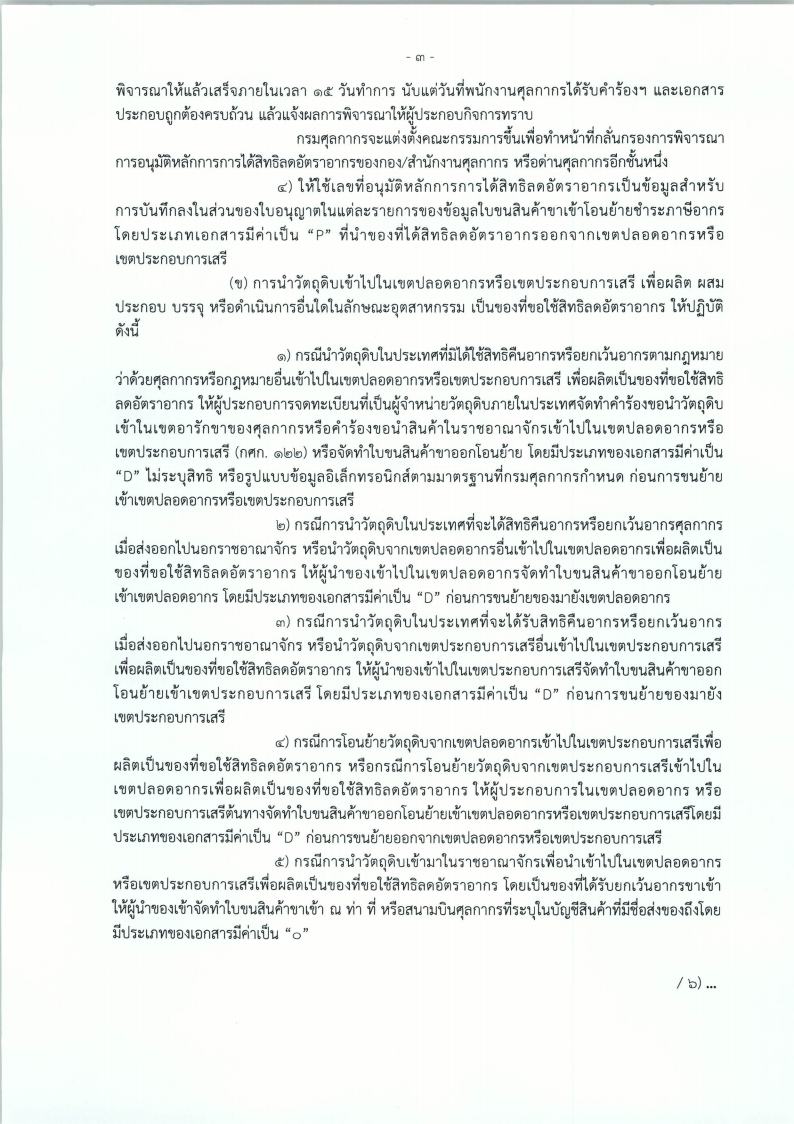 - ๓ -
พิจารณาให้แล้วเสร็จภายในเวลา ๑๕ วันทำการ นับแต่วันที่พนักงานศุลกากรได้รับคำร้องฯ และเอกสาร
ประกอบถูกต้องครบถ้วน แล้วแจ้งผลการพิจารณาให้ผู้ประกอบกิจการทราบ
กรมศุลกากรจะแต่งตั้งคณะกรรมการขึ้นเพื่อทำหน้าที่กลั่นกรองการพิจารณา
การอนุมัติหลักการการได้สิทธิลดอัตราอากรของกอง/สำนักงานศุลกากร หรือด่านศุลกากรอีกชั้นหนึ่ง
๔) ให้ใช้เลขที่อนุมัติหลักการการได้สิทธิลดอัตราอากรเป็นข้อมูลสำหรับ
การบันทึกลงในส่วนของใบอนุญาตในแต่ละรายการของข้อมูลใบขนสินค้าขาเข้าโอนย้ายชำระภาษีอากร
โดยประเภทเอกสารมีค่าเป็น “P” ที่นำของที่ได้สิทธิลดอัตราอากรออกจากเขตปลอดอากรหรือ
เขตประกอบการเสรี
(ข) การนำวัตถุดิบเข้าไปในเขตปลอดอากรหรือเขตประกอบการเสรี เพื่อผลิต ผสม
ประกอบ บรรจุ หรือดำเนินการอื่นใดในลักษณะอุตสาหกรรม เป็นของที่ขอใช้สิทธิลดอัตราอากร ให้ปฏิบัติ
ดังนี้
๑) กรณีนำวัตถุดิบในประเทศที่มิได้ใช้สิทธิคืนอากรหรือยกเว้นอากรตามกฎหมาย
ว่าด้วยศุลกากรหรือกฎหมายอื่นเข้าไปในเขตปลอดอากรหรือเขตประกอบการเสรี เพื่อผลิตเป็นของที่ขอใช้สิทธิ
ลดอัตราอากร ให้ผู้ประกอบการจดทะเบียนที่เป็นผู้จำหน่ายวัตถุดิบภายในประเทศจัดทำคำร้องขอนำวัตถุดิบ
เข้าในเขตอารักขาของศุลกากรหรือคำร้องขอนำสินค้าในราชอาณาจักรเข้าไปในเขตปลอดอากรหรือ
เขตประกอบการเสรี (กศก. ๑๒๒) หรือจัดทำใบขนสินค้าขาออกโอนย้าย โดยมีประเภทของเอกสารมีค่าเป็น
“D” ไม่ระบุสิทธิ หรือรูปแบบข้อมูลอิเล็กทรอนิกส์ตามมาตรฐานที่กรมศุลกากรกำหนด ก่อนการขนย้าย
เข้าเขตปลอดอากรหรือเขตประกอบการเสรี
๒) กรณีการนำวัตถุดิบในประเทศที่จะได้สิทธิคืนอากรหรือยกเว้นอากรศุลกากร
เมื่อส่งออกไปนอกราชอาณาจักร หรือนำวัตถุดิบจากเขตปลอดอากรอื่นเข้าไปในเขตปลอดอากรเพื่อผลิตเป็น
ของที่ขอใช้สิทธิลดอัตราอากร ให้ผู้นำของเข้าไปในเขตปลอดอากรจัดทำใบขนสินค้าขาออกโอนย้าย
เข้าเขตปลอดอากร โดยมีประเภทของเอกสารมีค่าเป็น “D” ก่อนการขนย้ายของมายังเขตปลอดอากร
๓) กรณีการนำวัตถุดิบในประเทศที่จะได้รับสิทธิคืนอากรหรือยกเว้นอากร
เมื่อส่งออกไปนอกราชอาณาจักร หรือนำวัตถุดิบจากเขตประกอบการเสรีอื่นเข้าไปในเขตประกอบการเสรี
เพื่อผลิตเป็นของที่ขอใช้สิทธิลดอัตราอากร ให้ผู้นำของเข้าไปในเขตประกอบการเสรีจัดทำใบขนสินค้าขาออก
โอนย้ายเข้าเขตประกอบการเสรี โดยมีประเภทของเอกสารมีค่าเป็น “D” ก่อนการขนย้ายของมายัง
เขตประกอบการเสรี
๔) กรณีการโอนย้ายวัตถุดิบจากเขตปลอดอากรเข้าไปในเขตประกอบการเสรีเพื่อ
ผลิตเป็นของที่ขอใช้สิทธิลดอัตราอากร หรือกรณีการโอนย้ายวัตถุดิบจากเขตประกอบการเสรีเข้าไปใน
เขตปลอดอากรเพื่อผลิตเป็นของที่ขอใช้สิทธิลดอัตราอากร ให้ผู้ประกอบการในเขตปลอดอากร หรือ
เขตประกอบการเสรีต้นทางจัดทำใบขนสินค้าขาออกโอนย้ายเข้าเขตปลอดอากรหรือเขตประกอบการเสรีโดยมี
ประเภทของเอกสารมีค่าเป็น “D” ก่อนการขนย้ายออกจากเขตปลอดอากรหรือเขตประกอบการเสรี
๕) กรณีการนำวัตถุดิบเข้ามาในราชอาณาจักรเพื่อนำเข้าไปในเขตปลอดอากร
หรือเขตประกอบการเสรีเพื่อผลิตเป็นของที่ขอใช้สิทธิลดอัตราอากร โดยเป็นของที่ได้รับยกเว้นอากรขาเข้า
ให้ผู้นำของเข้าจัดทำใบขนสินค้าขาเข้า ณ ท่า ที่ หรือสนามบินศุลกากรที่ระบุในบัญชีสินค้าที่มีชื่อส่งของถึงโดย
มีประเภทของเอกสารมีค่าเป็น “๐”
/ ๖) ...